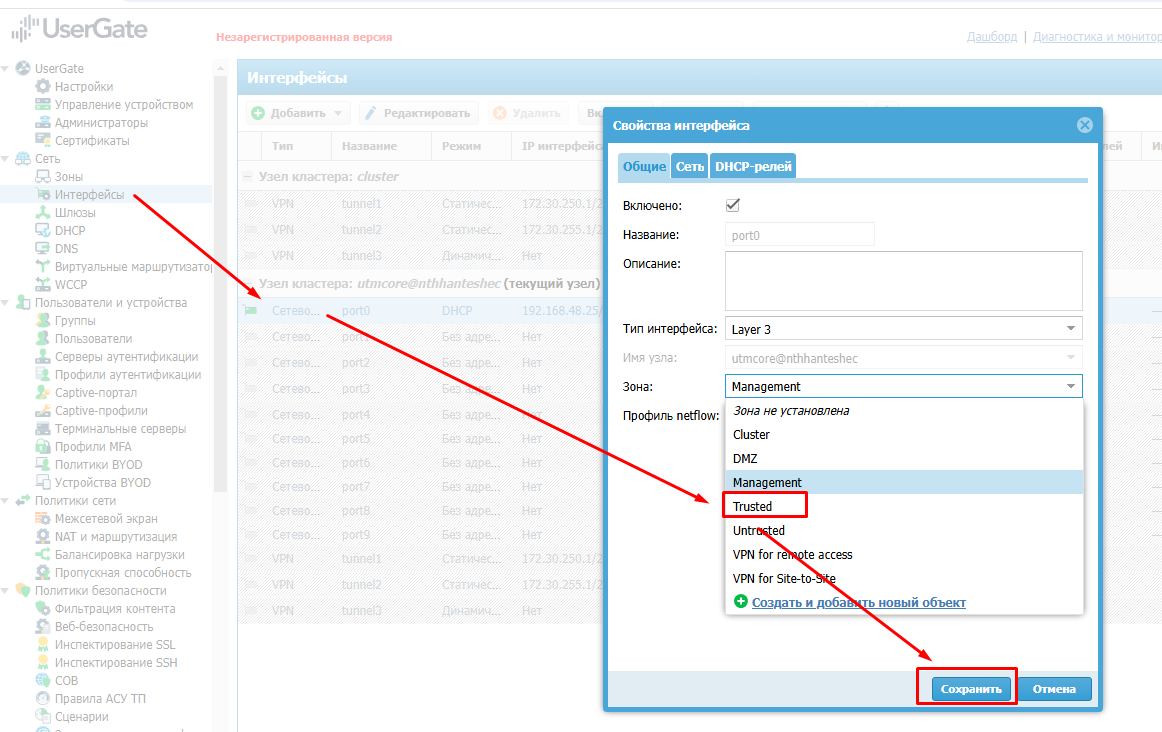 UserGate
Незарегистрированная версия
Дашборд | Диагностика и монитор
UserGate
Настройки
Управление устройством
Администраторы
Сертификаты
Сеть
Зоны
Интерфейсы
Шлюзы
DHCP
DNS
Виртуальные маршрутизатор
WCCP
Пользователи и устройства
Группы
Пользователи
Серверы аутентификации
Профили аутентификации
Captive-портал
Captive-профили
Терминальные серверы
Профили MFA
Политики BYOD
Устройства BYOD
Политики сети
Межсетевой экран
NAT и маршрутизация
Балансировка нагрузки
Пропускная способность
Политики безопасности
Фильтрация контента
Веб-безопасность
Инспектирование SSL
Инспектирование SSH
СОВ
Правила АСУ ТП
Сценарии
Интерфейсы
Добавить Редактировать Удалить Вк
Тип Название Режим IP интерфейс
Узел кластера: cluster
VPN tunnel1 Статичес... 172.30.250.1/2
VPN tunnel2 Статичес... 172.30.255.1/2
VPN tunnel3 Динамич... Нет
Узел кластера: utmcore@nthhanteshec (текущий узел)
Сетево... port0 DHCP 192.168.48.25/
Сетево... port1 Без адре... Нет
Сетево... port2 Без адре... Нет
Сетево... port3 Без адре... Нет
Сетево... port4 Без адре... Нет
Сетево... port5 Без адре... Нет
Сетево... port6 Без адре... Нет
Сетево... port7 Без адре... Нет
Сетево... port8 Без адре... Нет
Сетево... port9 Без адре... Нет
VPN tunnel1 Статичес... 172.30.250.1/2
VPN tunnel2 Статичес... 172.30.255.1/2
VPN tunnel3 Динамич... Нет
Свойства интерфейса
Общие Сеть DHCP-релей
Включено:
Название: port0
Описание:
Тип интерфейса: Layer 3
Имя узла: utmcore@nthhanteshec
Зона: Management
Профиль netflow:
Зона не установлена
Cluster
DMZ
Management
Trusted
Untrusted
VPN for remote access
VPN for Site-to-Site
Создать и добавить новый объект
Сохранить Отмена